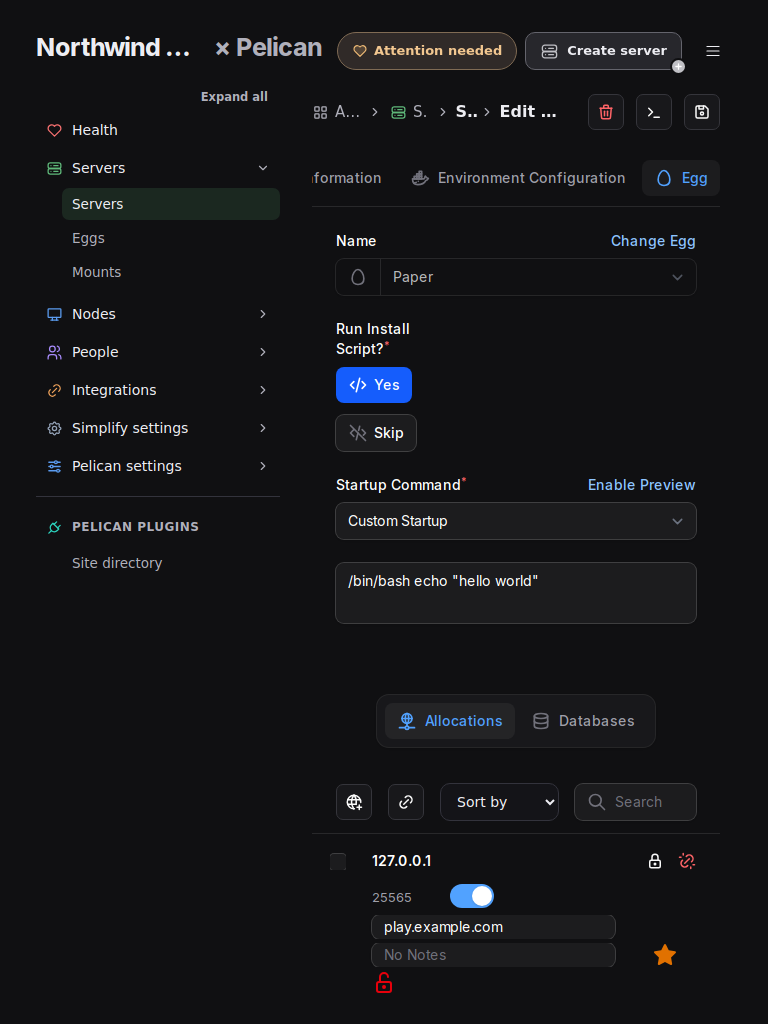 Northwind ... × Pelican
Attention needed
Create server
Expand all
Health
Servers
Servers
Eggs
Mounts
Nodes
People
Integrations
Simplify settings
Pelican settings
PELICAN PLUGINS
Site directory
A... > S. > S.. > Edit ...
nformation
Environment Configuration
Egg
Name
Change Egg
Paper
Run Install
Script?*
Yes
Skip
Startup Command*
Enable Preview
Custom Startup
/bin/bash echo "hello world"
Allocations
Databases
Sort by
Search
127.0.0.1
25565
play.example.com
No Notes